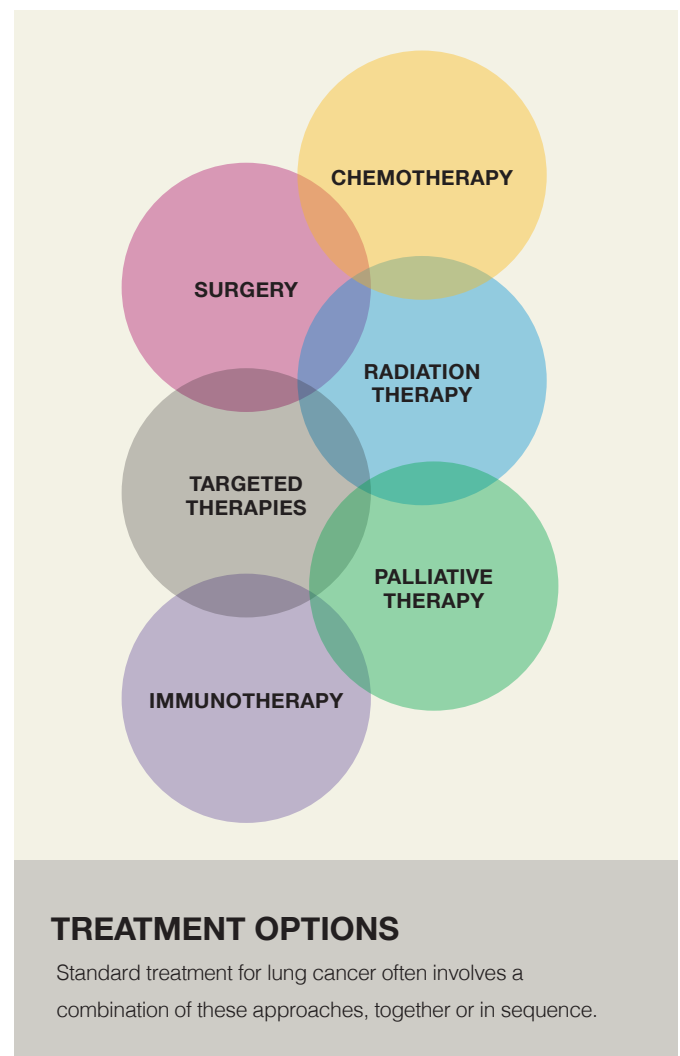 CHEMOTHERAPY
SURGERY
RADIATION
THERAPY
TARGETED
THERAPIES
PALLIATIVE
THERAPY
IMMUNOTHERAPY
TREATMENT OPTIONS
Standard treatment for lung cancer often involves a
combination of these approaches, together or in sequence.